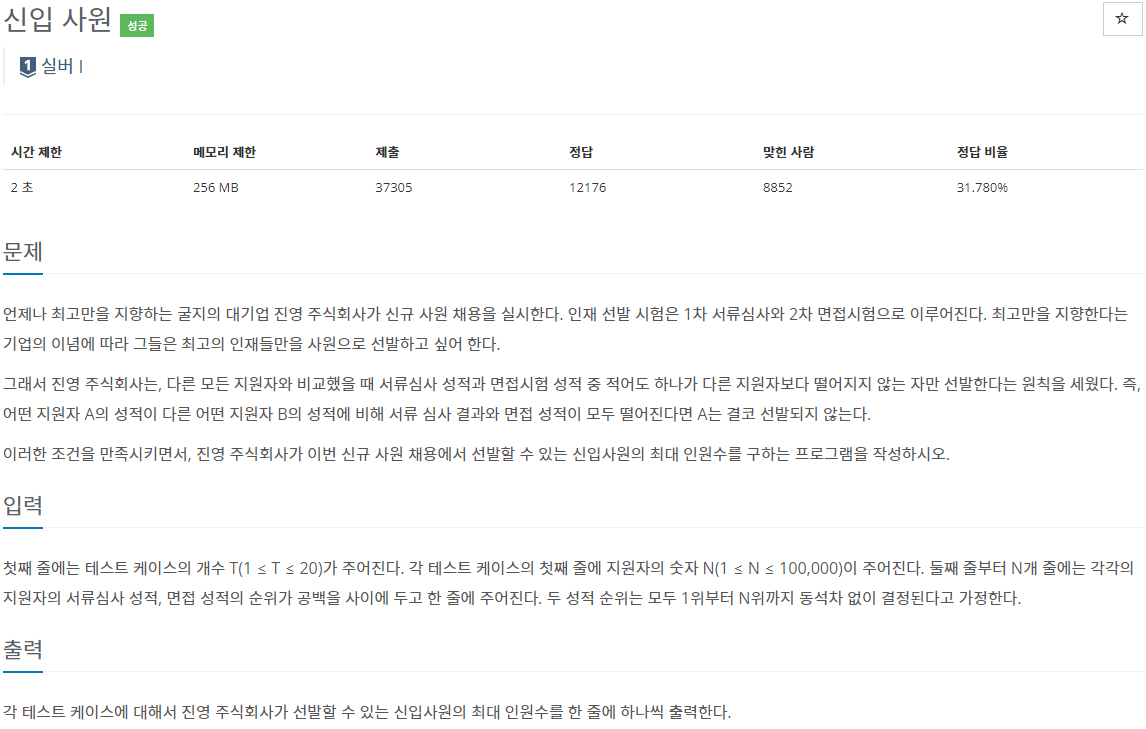 신입 사원 성공
☆
1 실버 I
시간 제한 메모리 제한 제출 정답 맞힌 사람 정답 비율
2 초 256 MB 37305 12176 8852 31.780%
문제
언제나 최고만을 지향하는 굴지의 대기업 진영 주식회사가 신규 사원 채용을 실시한다. 인재 선발 시험은 1차 서류심사와 2차 면접시험으로 이루어진다. 최고만을 지향한다는
기업의 이념에 따라 그들은 최고의 인재들만을 사원으로 선발하고 싶어 한다.
그래서 진영 주식회사는, 다른 모든 지원자와 비교했을 때 서류심사 성적과 면접시험 성적 중 적어도 하나가 다른 지원자보다 떨어지지 않는 자만 선발한다는 원칙을 세웠다. 즉,
어떤 지원자 A의 성적이 다른 어떤 지원자 B의 성적에 비해 서류 심사 결과와 면접 성적이 모두 떨어진다면 A는 결코 선발되지 않는다.
이러한 조건을 만족시키면서, 진영 주식회사가 이번 신규 사원 채용에서 선발할 수 있는 신입사원의 최대 인원수를 구하는 프로그램을 작성하시오.
입력
첫째 줄에는 테스트 케이스의 개수 T(1 ≤ T ≤ 20)가 주어진다. 각 테스트 케이스의 첫째 줄에 지원자의 숫자 N(1 ≤ N ≤ 100,000)이 주어진다. 둘째 줄부터 N개 줄에는 각각의
지원자의 서류심사 성적, 면접 성적의 순위가 공백을 사이에 두고 한 줄에 주어진다. 두 성적 순위는 모두 1위부터 N위까지 동석차 없이 결정된다고 가정한다.
출력
각 테스트 케이스에 대해서 진영 주식회사가 선발할 수 있는 신입사원의 최대 인원수를 한 줄에 하나씩 출력한다.